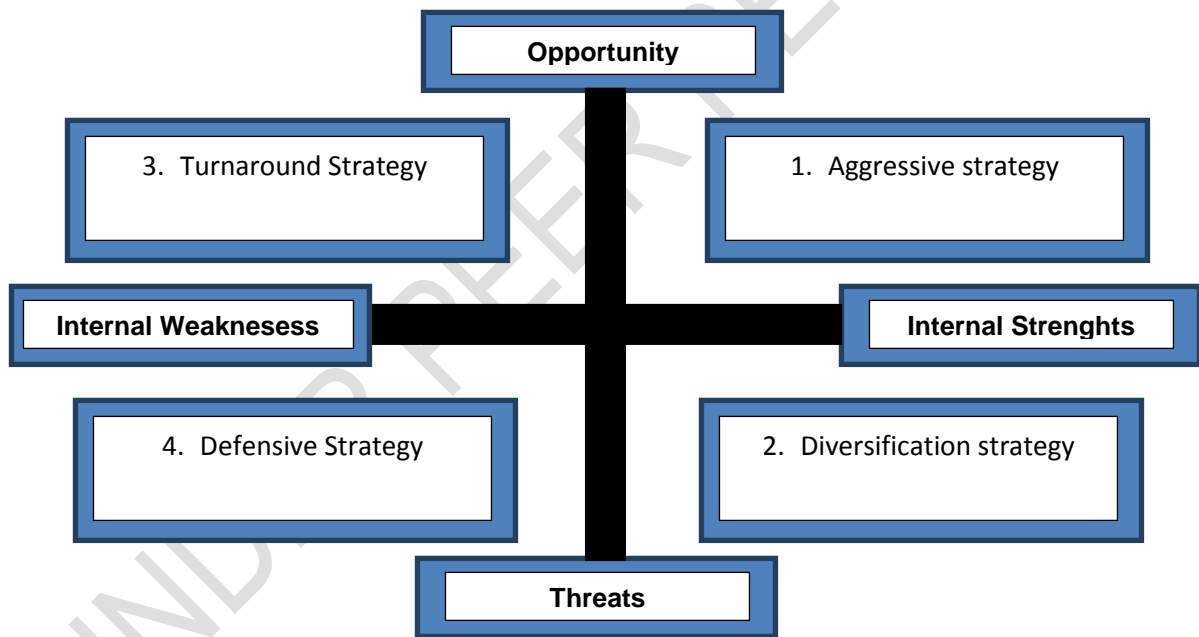 Opportunity
3. Turnaround Strategy
1. Aggressive strategy
Internal Weaknesess
Internal Strenghts
4. Defensive Strategy
2. Diversification strategy
Threats